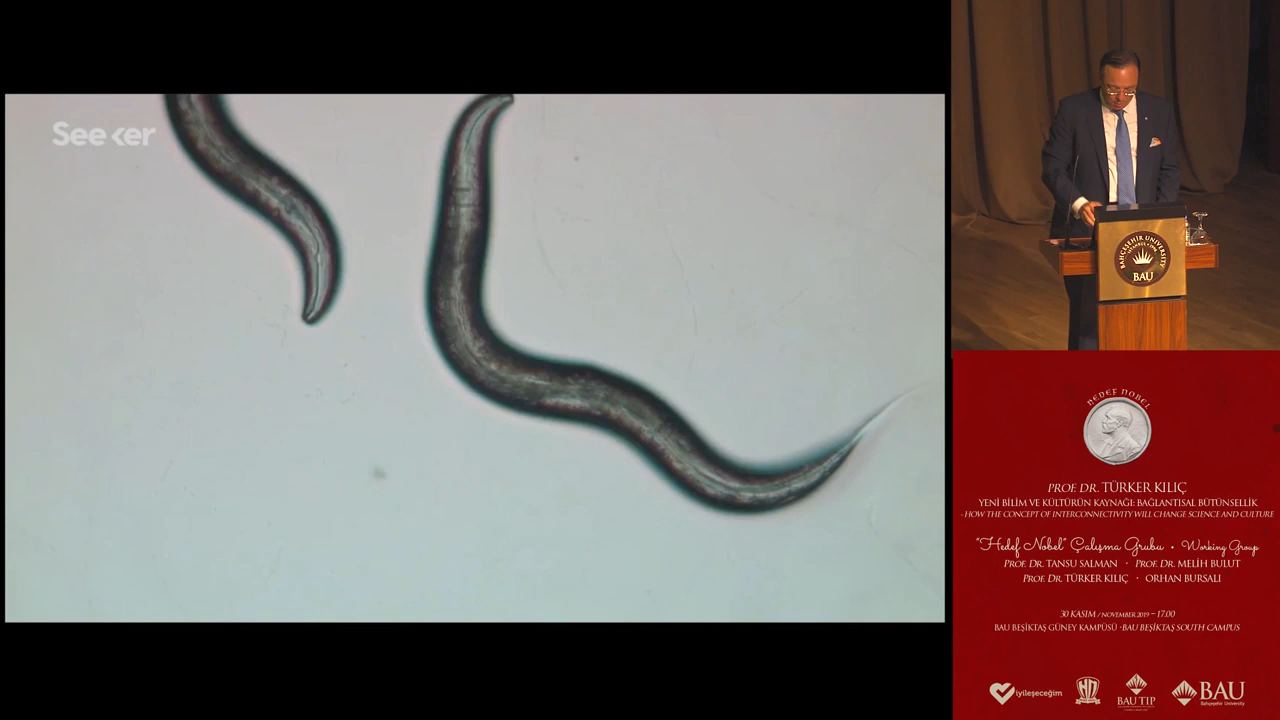 Seeker
BAHÇEŞEHİR UNIVERSITY
İSTANBUL • 1998
BAU
HEDEF NOBEL
PROF. DR. TÜRKER KILIÇ
YENİ BİLİM VE KÜLTÜRÜN KAYNAĞI: BAĞLANTISAL BÜTÜNSELLİK
- HOW THE CONCEPT OF INTERCONNECTIVITY WILL CHANGE SCIENCE AND CULTURE
"Hedef Nobel" Çalışma Grubu • Working Group
PROF. DR. TANSU SALMAN • PROF. DR. MELİH BULUT
PROF. DR. TÜRKER KILIÇ • ORHAN BURSALI
30 KASIM / NOVEMBER 2019 – 17.00
BAU BEŞİKTAŞ GÜNEY KAMPÜSÜ · BAU BEŞİKTAŞ SOUTH CAMPUS
iyileşeceğim
BAU TIP
BAU
Bahçeşehir University